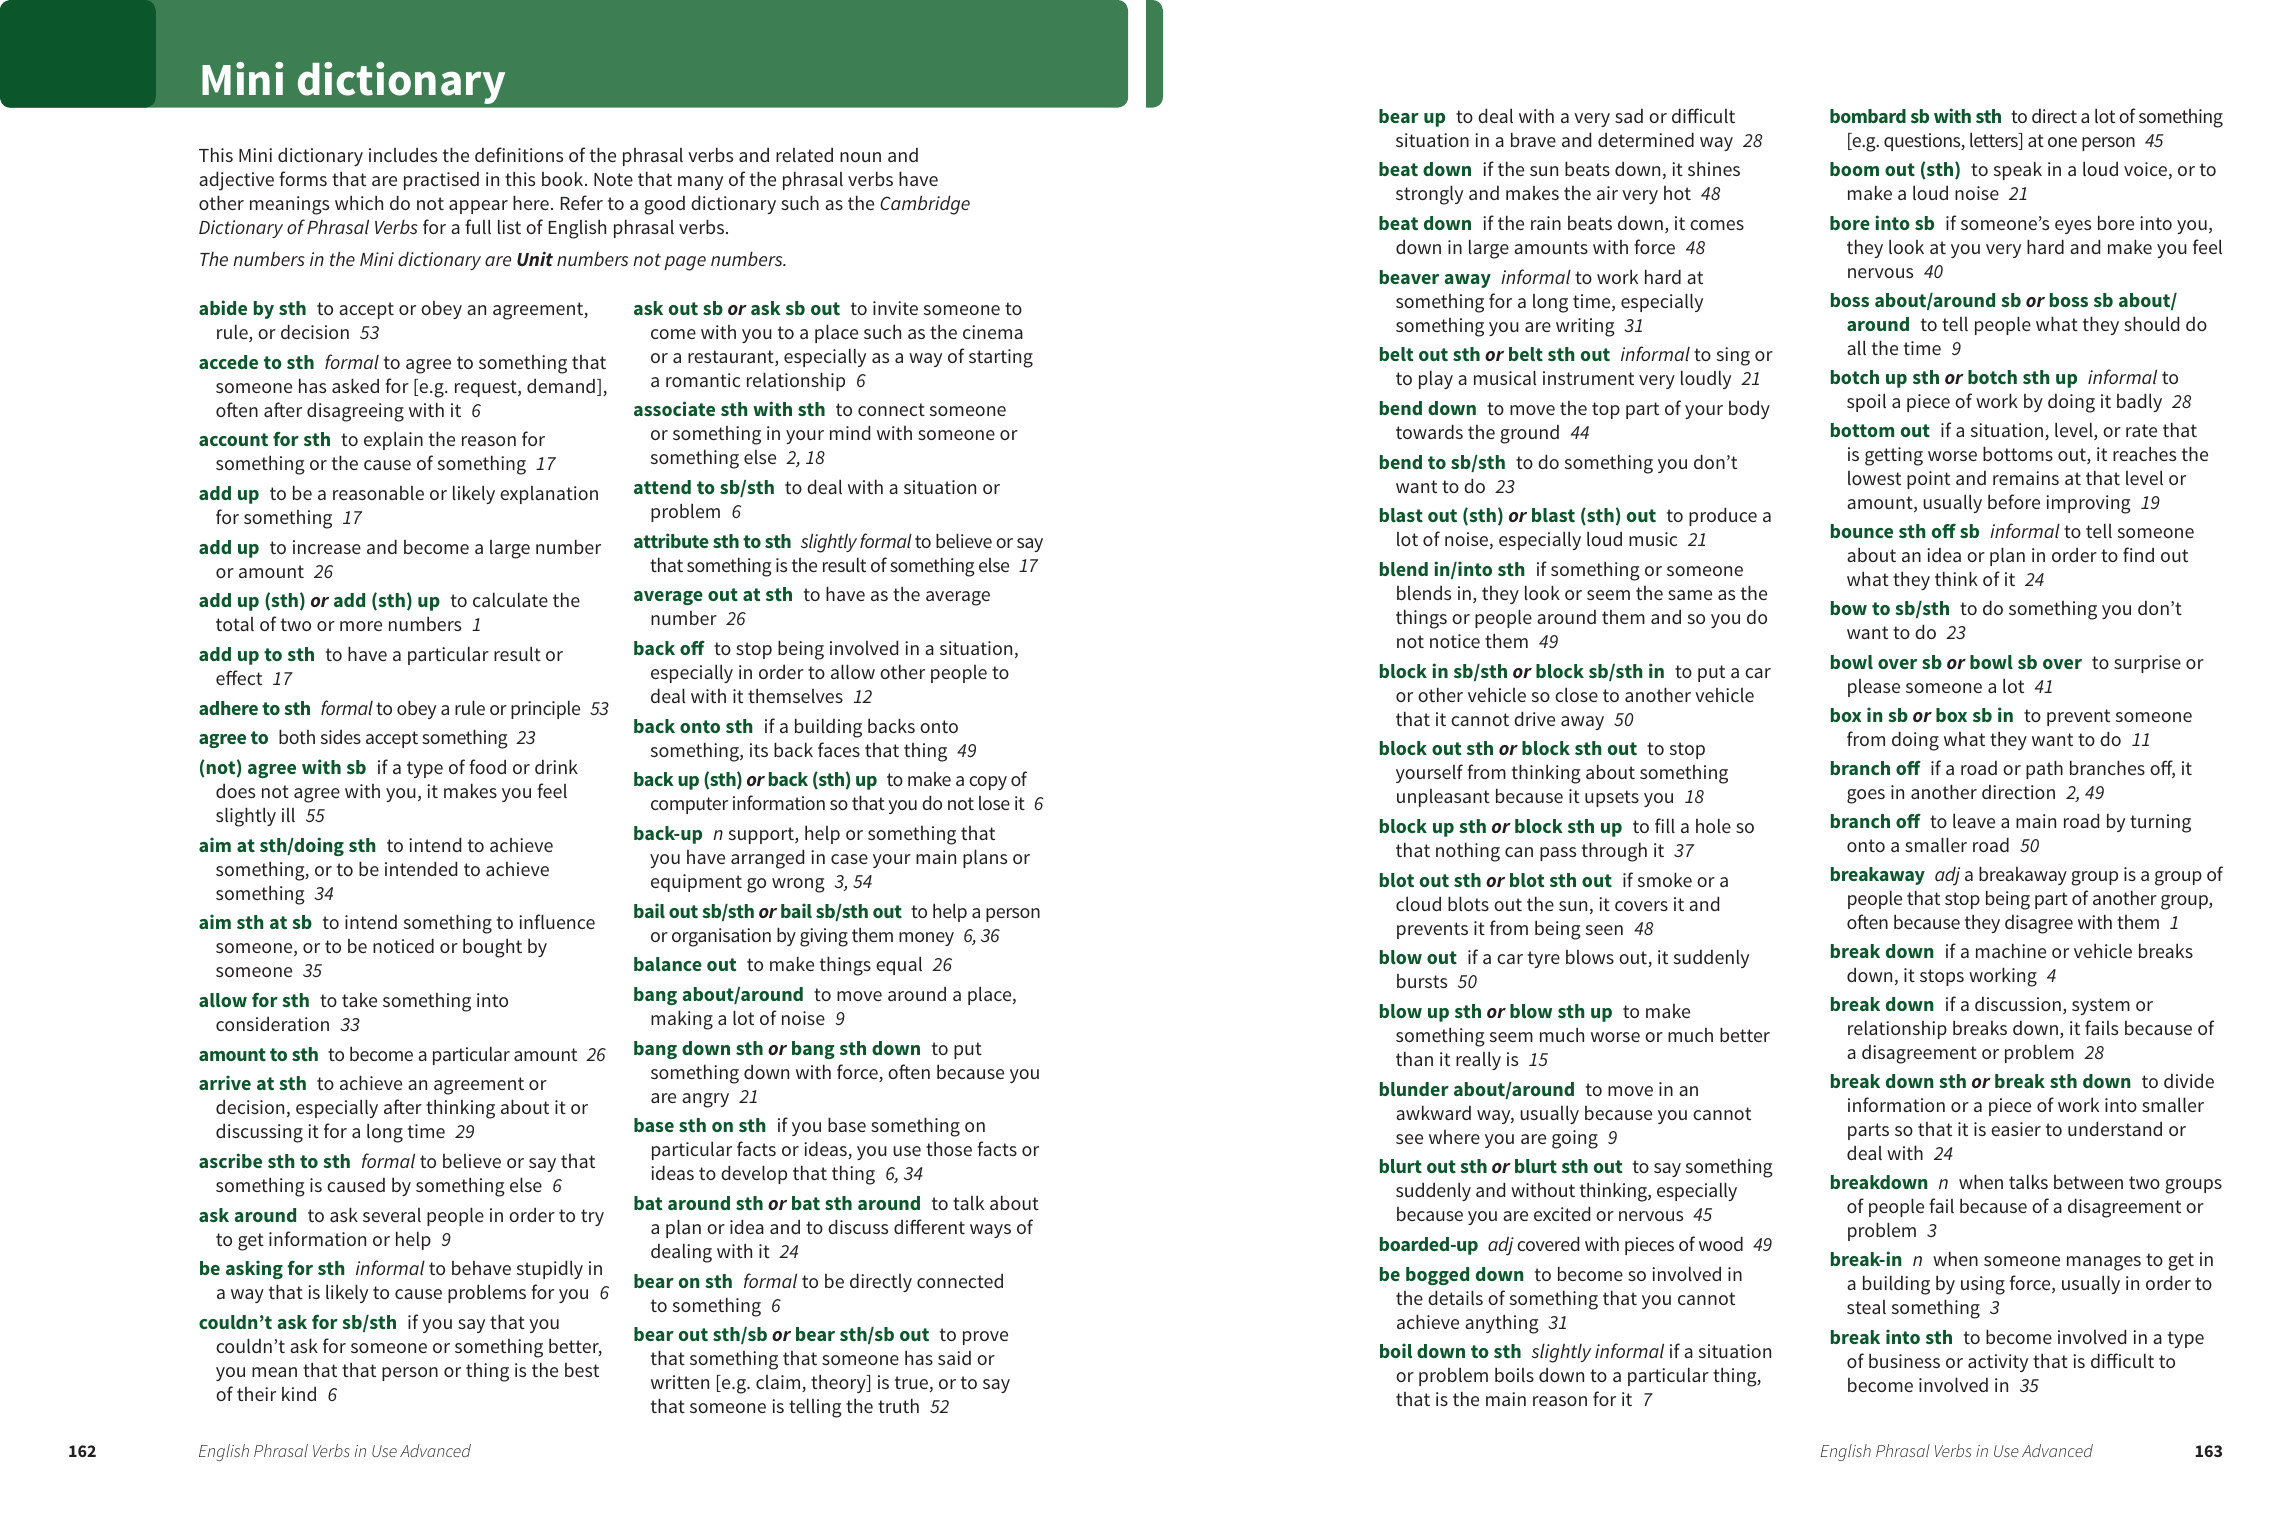 Mini dictionary
This Mini dictionary includes the definitions of the phrasal verbs and related noun and
adjective forms that are practised in this book. Note that many of the phrasal verbs have
other meanings which do not appear here. Refer to a good dictionary such as the Cambridge
Dictionary of Phrasal Verbs for a full list of English phrasal verbs.
The numbers in the Mini dictionary are Unit numbers not page numbers.
abide by sth to accept or obey an agreement,
rule, or decision 53
accede to sth formal to agree to something that
someone has asked for [e.g. request, demand],
often after disagreeing with it 6
account for sth to explain the reason for
something or the cause of something 17
add up to be a reasonable or likely explanation
for something 17
add up to increase and become a large number
or amount 26
add up (sth) or add (sth) up to calculate the
total of two or more numbers 1
add up to sth to have a particular result or
effect 17
adhere to sth formal to obey a rule or principle 53
agree to both sides accept something 23
(not) agree with sb if a type of food or drink
does not agree with you, it makes you feel
slightly ill 55
aim at sth/doing sth to intend to achieve
something, or to be intended to achieve
something 34
aim sth at sb to intend something to influence
someone, or to be noticed or bought by
someone 35
allow for sth to take something into
consideration 33
amount to sth to become a particular amount 26
arrive at sth to achieve an agreement or
decision, especially after thinking about it or
discussing it for a long time 29
ascribe sth to sth formal to believe or say that
something is caused by something else 6
ask around to ask several people in order to try
to get information or help 9
be asking for sth informal to behave stupidly in
a way that is likely to cause problems for you 6
couldn’t ask for sb/sth if you say that you
couldn’t ask for someone or something better,
you mean that that person or thing is the best
of their kind 6
ask out sb or ask sb out to invite someone to
come with you to a place such as the cinema
or a restaurant, especially as a way of starting
a romantic relationship 6
associate sth with sth to connect someone
or something in your mind with someone or
something else 2, 18
attend to sb/sth to deal with a situation or
problem 6
attribute sth to sth slightly formal to believe or say
that something is the result of something else 17
average out at sth to have as the average
number 26
back off to stop being involved in a situation,
especially in order to allow other people to
deal with it themselves 12
back onto sth if a building backs onto
something, its back faces that thing 49
back up (sth) or back (sth) up to make a copy of
computer information so that you do not lose it 6
back-up n support, help or something that
you have arranged in case your main plans or
equipment go wrong 3, 54
bail out sb/sth or bail sb/sth out to help a person
or organisation by giving them money 6, 36
balance out to make things equal 26
bang about/around to move around a place,
making a lot of noise 9
bang down sth or bang sth down to put
something down with force, often because you
are angry 21
base sth on sth if you base something on
particular facts or ideas, you use those facts or
ideas to develop that thing 6, 34
bat around sth or bat sth around to talk about
a plan or idea and to discuss different ways of
dealing with it 24
bear on sth formal to be directly connected
to something 6
bear out sth/sb or bear sth/sb out to prove
that something that someone has said or
written [e.g. claim, theory] is true, or to say
that someone is telling the truth 52
162
English Phrasal Verbs in Use Advanced
bear up to deal with a very sad or difficult
situation in a brave and determined way 28
beat down if the sun beats down, it shines
strongly and makes the air very hot 48
beat down if the rain beats down, it comes
down in large amounts with force 48
beaver away informal to work hard at
something for a long time, especially
something you are writing 31
belt out sth or belt sth out informal to sing or
to play a musical instrument very loudly 21
bend down to move the top part of your body
towards the ground 44
bend to sb/sth to do something you don’t
want to do 23
blast out (sth) or blast (sth) out to produce a
lot of noise, especially loud music 21
blend in/into sth if something or someone
blends in, they look or seem the same as the
things or people around them and so you do
not notice them 49
block in sb/sth or block sb/sth in to put a car
or other vehicle so close to another vehicle
that it cannot drive away 50
block out sth or block sth out to stop
yourself from thinking about something
unpleasant because it upsets you 18
block up sth or block sth up to fill a hole so
that nothing can pass through it 37
blot out sth or blot sth out if smoke or a
cloud blots out the sun, it covers it and
prevents it from being seen 48
blow out if a car tyre blows out, it suddenly
bursts 50
blow up sth or blow sth up to make
something seem much worse or much better
than it really is 15
blunder about/around to move in an
awkward way, usually because you cannot
see where you are going 9
blurt out sth or blurt sth out to say something
suddenly and without thinking, especially
because you are excited or nervous 45
boarded-up adj covered with pieces of wood 49
be bogged down to become so involved in
the details of something that you cannot
achieve anything 31
boil down to sth slightly informal if a situation
or problem boils down to a particular thing,
that is the main reason for it 7
bombard sb with sth to direct a lot of something
[e.g. questions, letters] at one person 45
boom out (sth) to speak in a loud voice, or to
make a loud noise 21
bore into sb if someone’s eyes bore into you,
they look at you very hard and make you feel
nervous 40
boss about/around sb or boss sb about/
around to tell people what they should do
all the time 9
botch up sth or botch sth up informal to
spoil a piece of work by doing it badly 28
bottom out if a situation, level, or rate that
is getting worse bottoms out, it reaches the
lowest point and remains at that level or
amount, usually before improving 19
bounce sth off sb informal to tell someone
about an idea or plan in order to find out
what they think of it 24
bow to sb/sth to do something you don’t
want to do 23
bowl over sb or bowl sb over to surprise or
please someone a lot 41
box in sb or box sb in to prevent someone
from doing what they want to do 11
branch off if a road or path branches off, it
goes in another direction 2, 49
branch off to leave a main road by turning
onto a smaller road 50
breakaway adj a breakaway group is a group of
people that stop being part of another group,
often because they disagree with them 1
break down if a machine or vehicle breaks
down, it stops working 4
break down if a discussion, system or
relationship breaks down, it fails because of
a disagreement or problem 28
break down sth or break sth down to divide
information or a piece of work into smaller
parts so that it is easier to understand or
deal with 24
breakdown n when talks between two groups
of people fail because of a disagreement or
problem 3
break-in n when someone manages to get in
a building by using force, usually in order to
steal something 3
break into sth to become involved in a type
of business or activity that is difficult to
become involved in 35
English Phrasal Verbs in Use Advanced
163